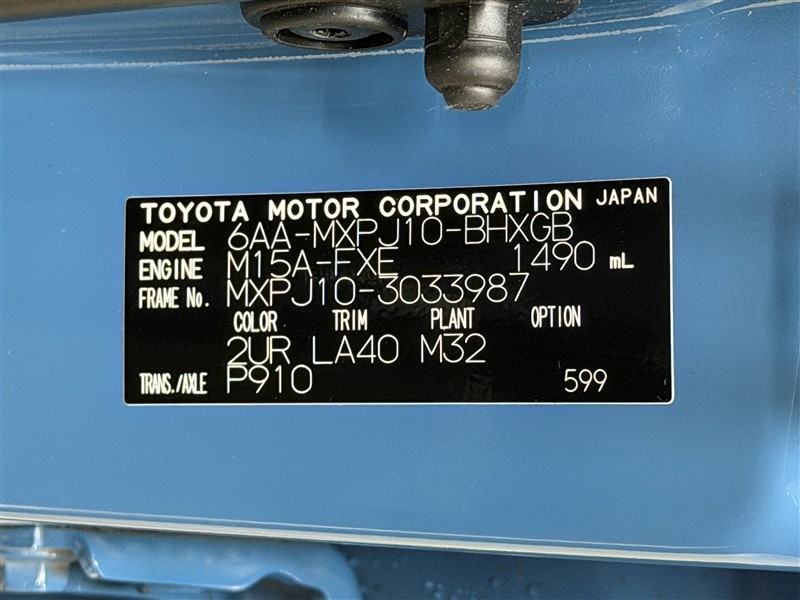 TOYOTA MOTOR CORPORATION JAPAN
MODEL 6AA-MXPJ10-BHXGB
ENGINE M15A-FXE 1490 mL
FRAME No. MXPJ10-3033987
COLOR TRIM PLANT OPTION
2UR LA40 M32
TRANS./AXLE P910 599